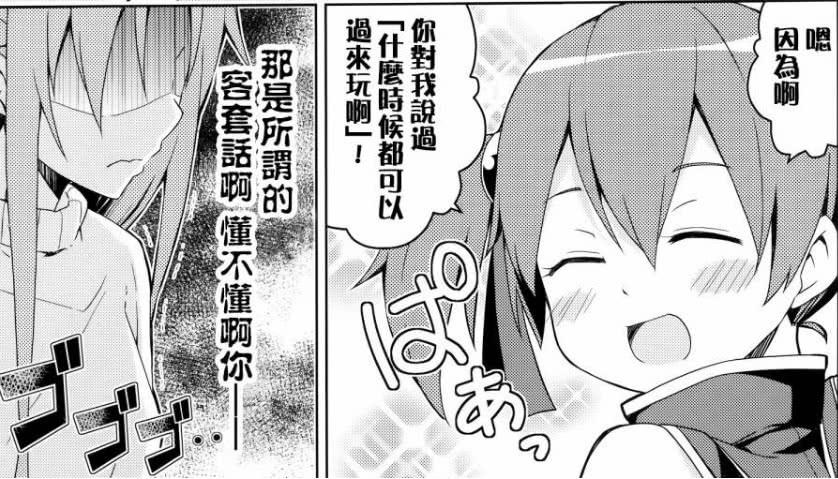 嗯
因為啊
你對我說過
「什麼時候都可以
過來玩啊」！
ぱあっ
那是所謂的
客套話啊 懂不懂啊你——
ゴゴゴ‥